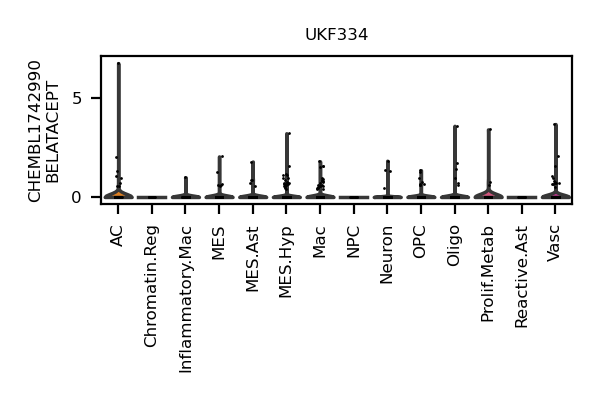 UKF334
CHEMBL1742990
BELATACEPT
5
0
AC
Chromatin.Reg
Inflammatory.Mac
MES
MES.Ast
MES.Hyp
Mac
NPC
Neuron
OPC
Oligo
Prolif.Metab
Reactive.Ast
Vasc